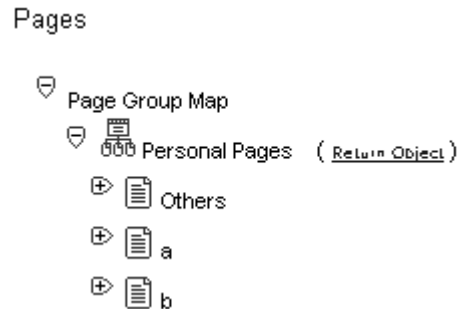 Pages
Page Group Map
Personal Pages ( Return Object )
Others
a
b